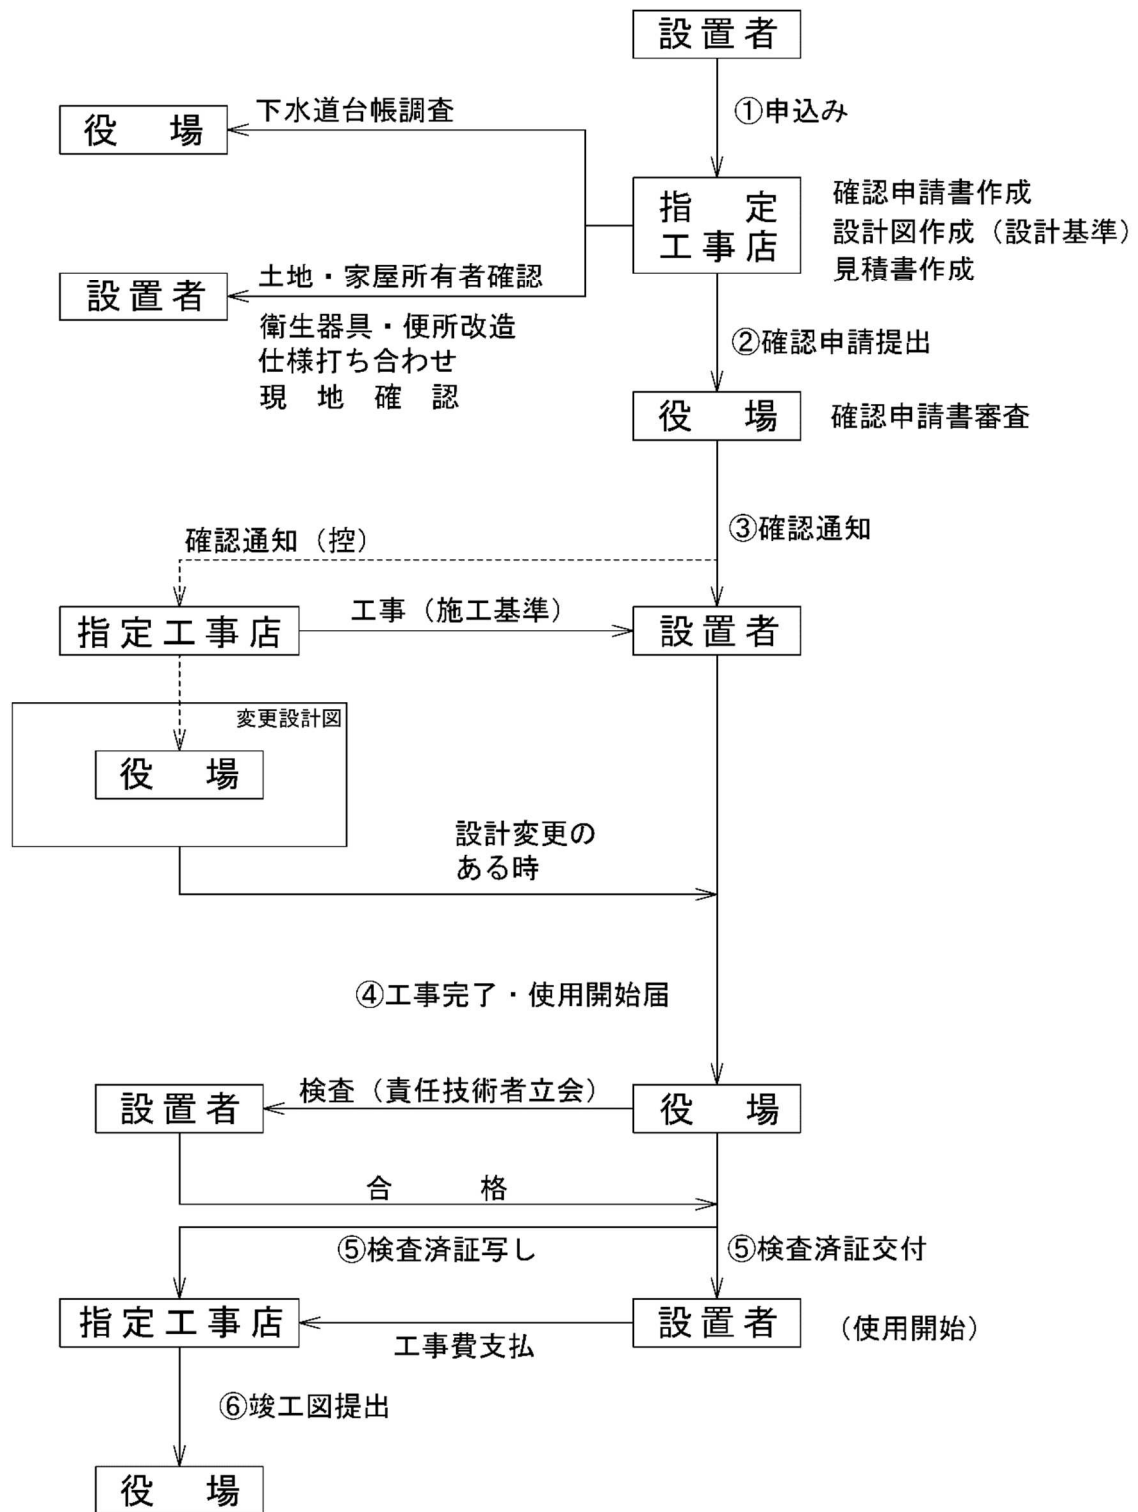 設置者
①申込み
下水道台帳調査
役　場
指　定
工事店
確認申請書作成
設計図作成（設計基準）
見積書作成
土地・家屋所有者確認
設置者
衛生器具・便所改造
仕様打ち合わせ
現　地　確　認
②確認申請提出
役　場
確認申請書審査
③確認通知
確認通知（控）
指定工事店
工事（施工基準）
設置者
変更設計図
役　場
設計変更の
ある時
④工事完了・使用開始届
設置者
検査（責任技術者立会）
役　場
合　　格
⑤検査済証写し
⑤検査済証交付
指定工事店
工事費支払
設置者
（使用開始）
⑥竣工図提出
役　場